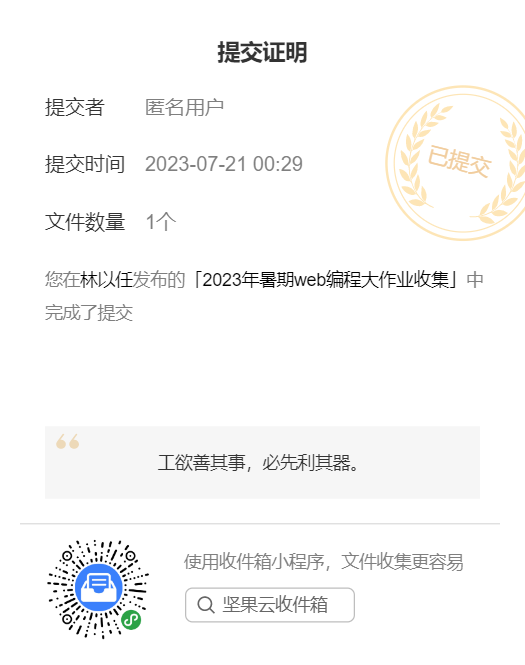 提交证明
提交者 匿名用户
已提交
提交时间 2023-07-21 00:29
文件数量 1个
您在林以任发布的「2023年暑期web编程大作业收集」中
完成了提交
工欲善其事，必先利其器。
使用收件箱小程序，文件收集更容易
坚果云收件箱